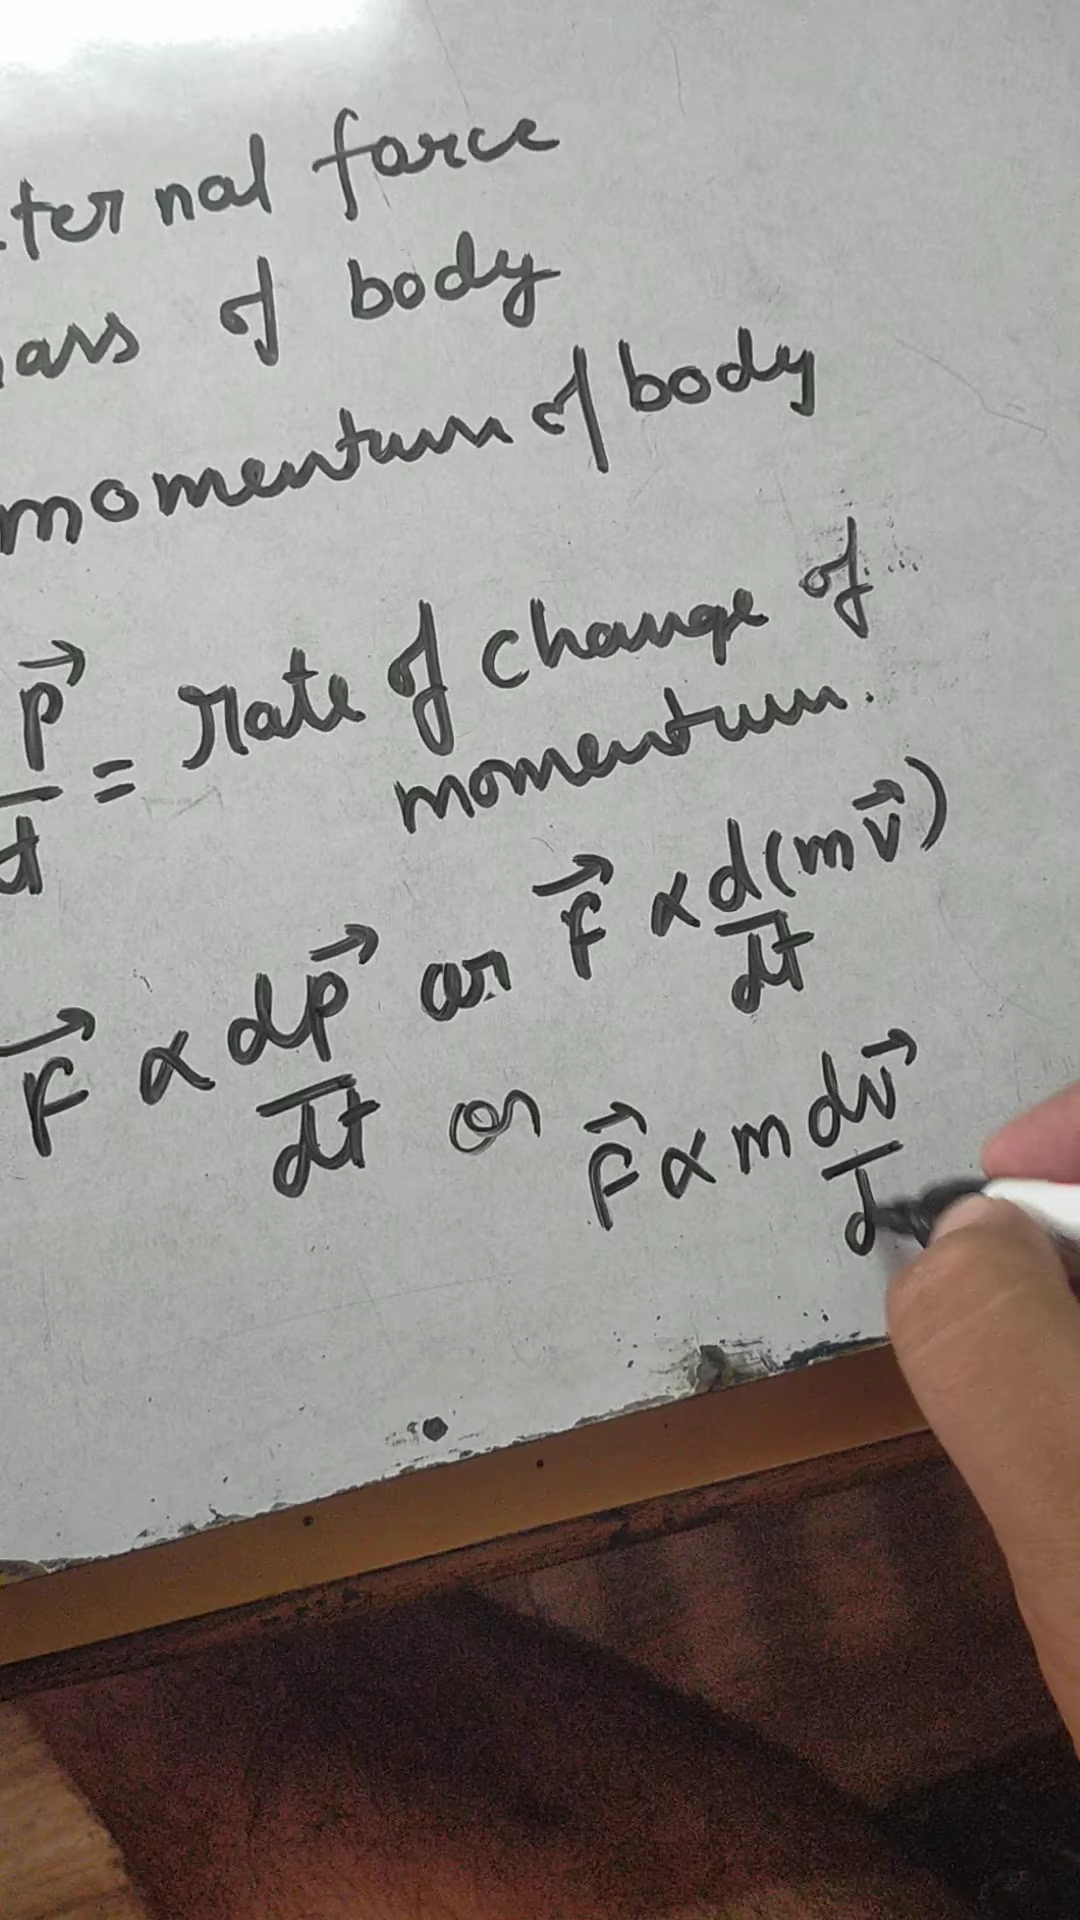 ternal force
ass of body
momentum of body
p⃗ = rate of change of
dt momentum.
F⃗ ∝ dp⃗/dt or F⃗ ∝ d(mv⃗)/dt
or F⃗ ∝ m dv⃗/d